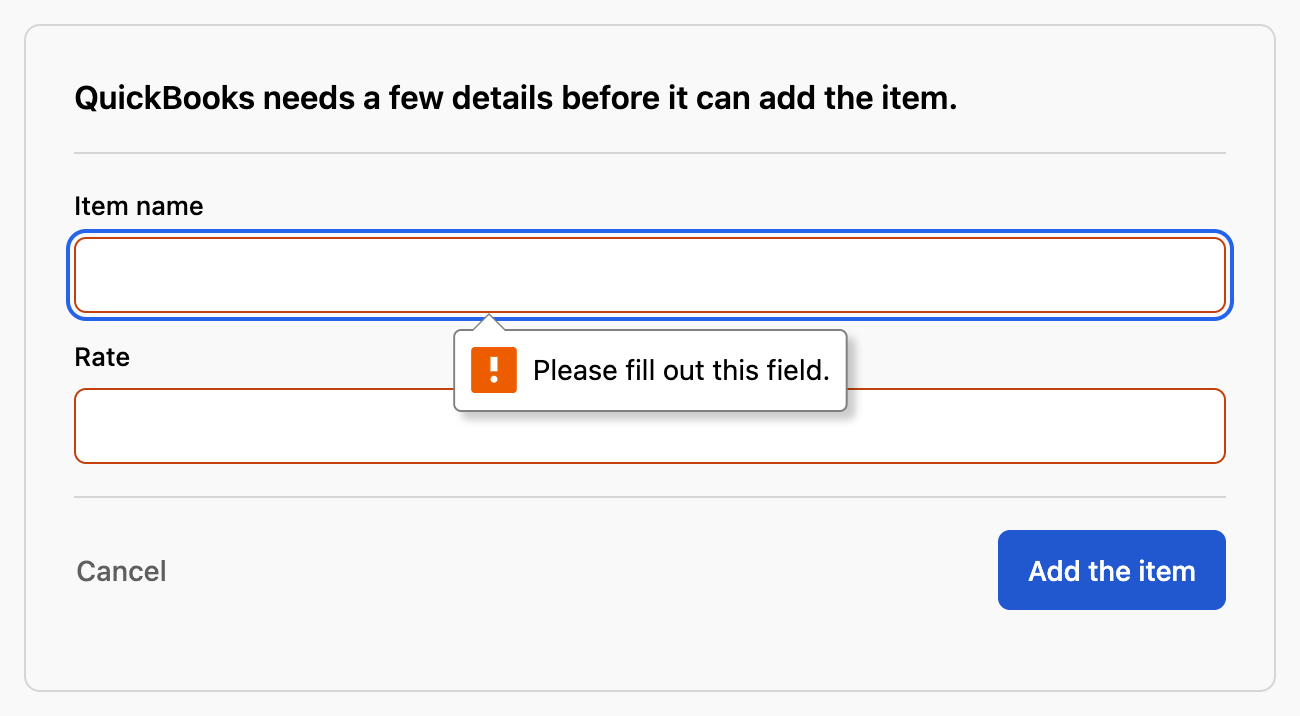 QuickBooks needs a few details before it can add the item.
Item name
Please fill out this field.
Rate
Cancel
Add the item